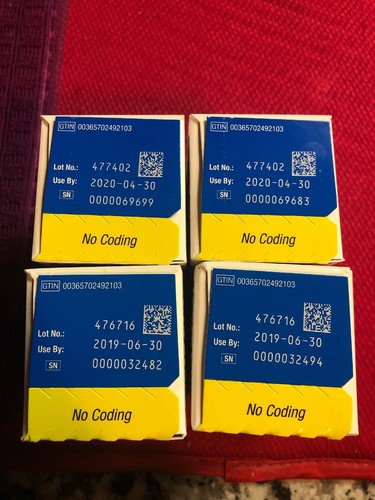 GTIN 00365702492103
Lot No.: 477402
Use By: 2020-04-30
SN 0000069699
No Coding
GTIN 00365702492103
Lot No.: 477402
Use By: 2020-04-30
SN 0000069683
No Coding
GTIN 00365702492103
Lot No.: 476716
Use By: 2019-06-30
SN 0000032482
No Coding
GTIN 00365702492103
Lot No.: 476716
Use By: 2019-06-30
SN 0000032494
No Coding